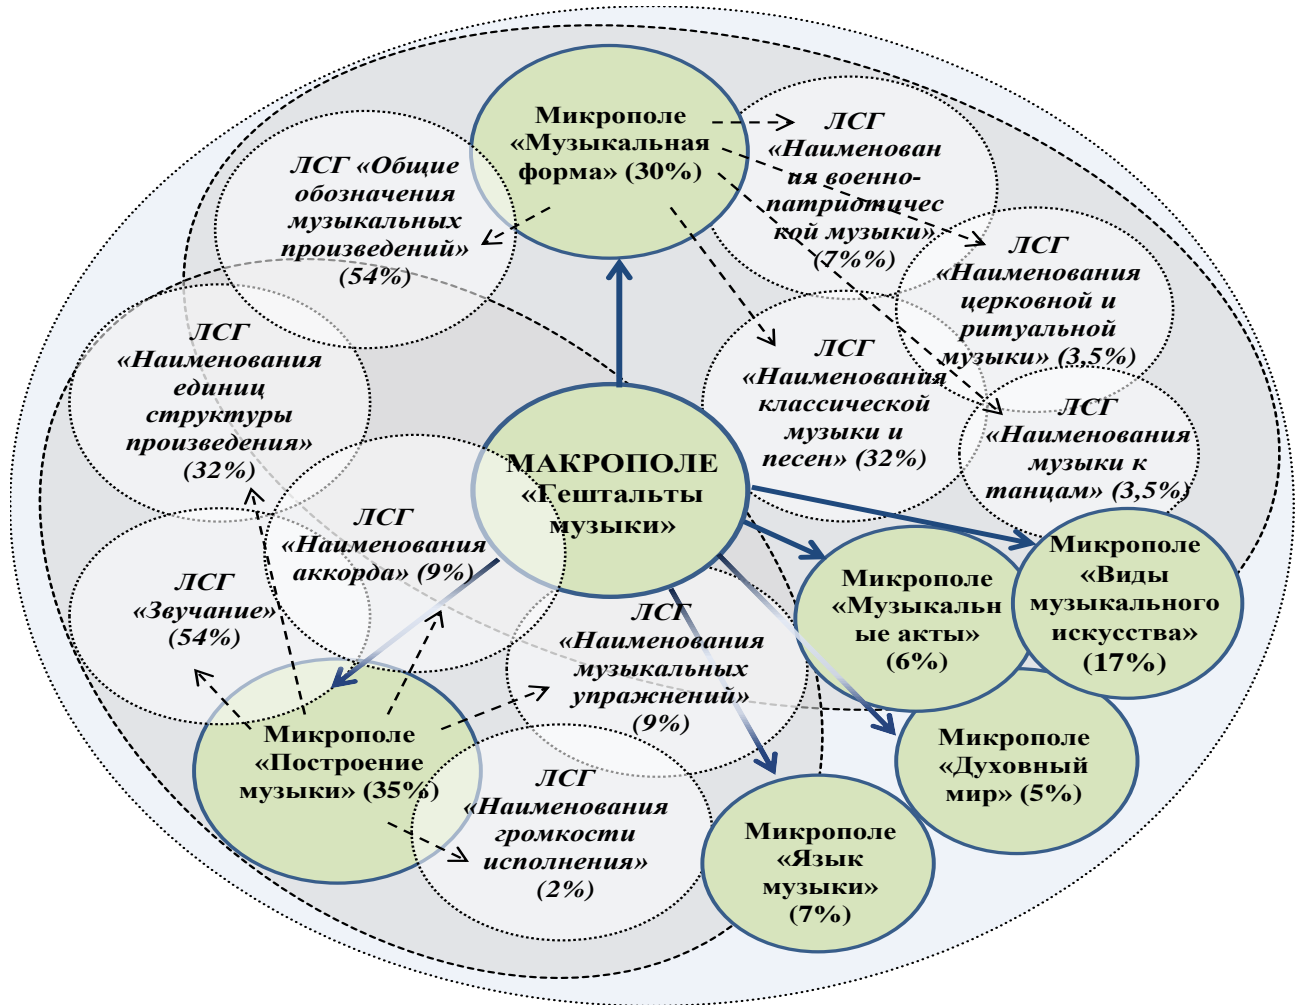 Микрополе
«Музыкальная
форма» (30%)
ЛСГ
«Наименован
ия военно-
патриотичес
кой музыки»
(7%%)
ЛСГ «Общие
обозначения
музыкальных
произведений»
(54%)
ЛСГ
«Наименования
церковной и
ритуальной
музыки» (3,5%)
ЛСГ
«Наименования
единиц
структуры
произведения»
(32%)
ЛСГ
«Наименования
классической
музыки и
песен» (32%)
ЛСГ
«Наименования
музыки к
танцам» (3,5%)
МАКРОПОЛЕ
«Гештальты
музыки»
ЛСГ
«Наименования
аккорда» (9%)
ЛСГ
«Звучание»
(54%)
Микрополе
«Музыкальн
ые акты»
(6%)
Микрополе
«Виды
музыкального
искусства»
(17%)
ЛСГ
«Наименования
музыкальных
упражнений»
(9%)
Микрополе
«Построение
музыки» (35%)
ЛСГ
«Наименования
громкости
исполнения»
(2%)
Микрополе
«Духовный
мир» (5%)
Микрополе
«Язык
музыки»
(7%)